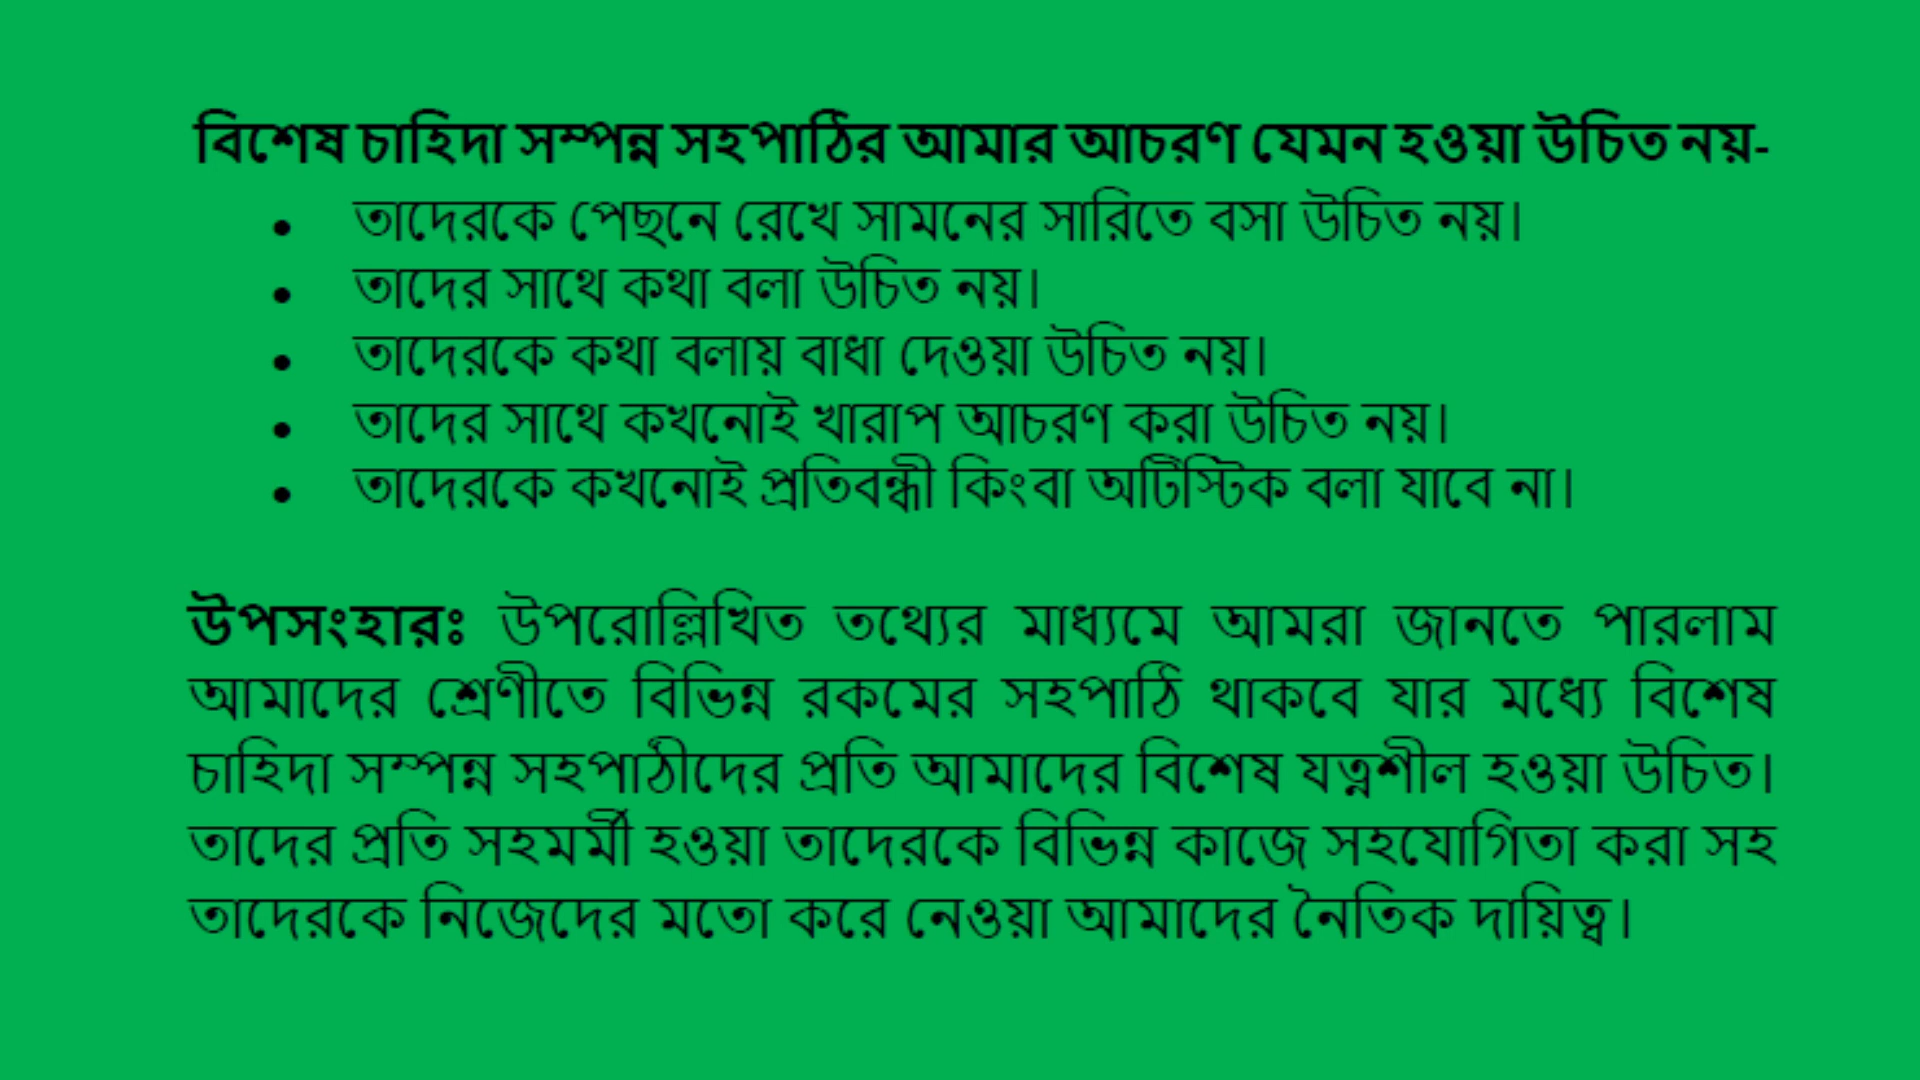 বিশেষ চাহিদা সম্পন্ন সহপাঠির আমার আচরণ যেমন হওয়া উচিত নয়-
• তাদেরকে পেছনে রেখে সামনের সারিতে বসা উচিত নয়।
• তাদের সাথে কথা বলা উচিত নয়।
• তাদেরকে কথা বলায় বাধা দেওয়া উচিত নয়।
• তাদের সাথে কখনোই খারাপ আচরণ করা উচিত নয়।
• তাদেরকে কখনোই প্রতিবন্ধী কিংবা অটিস্টিক বলা যাবে না।
উপসংহারঃ উপরোল্লিখিত তথ্যের মাধ্যমে আমরা জানতে পারলাম
আমাদের শ্রেণীতে বিভিন্ন রকমের সহপাঠি থাকবে যার মধ্যে বিশেষ
চাহিদা সম্পন্ন সহপাঠীদের প্রতি আমাদের বিশেষ যত্নশীল হওয়া উচিত।
তাদের প্রতি সহমর্মী হওয়া তাদেরকে বিভিন্ন কাজে সহযোগিতা করা সহ
তাদেরকে নিজেদের মতো করে নেওয়া আমাদের নৈতিক দায়িত্ব।